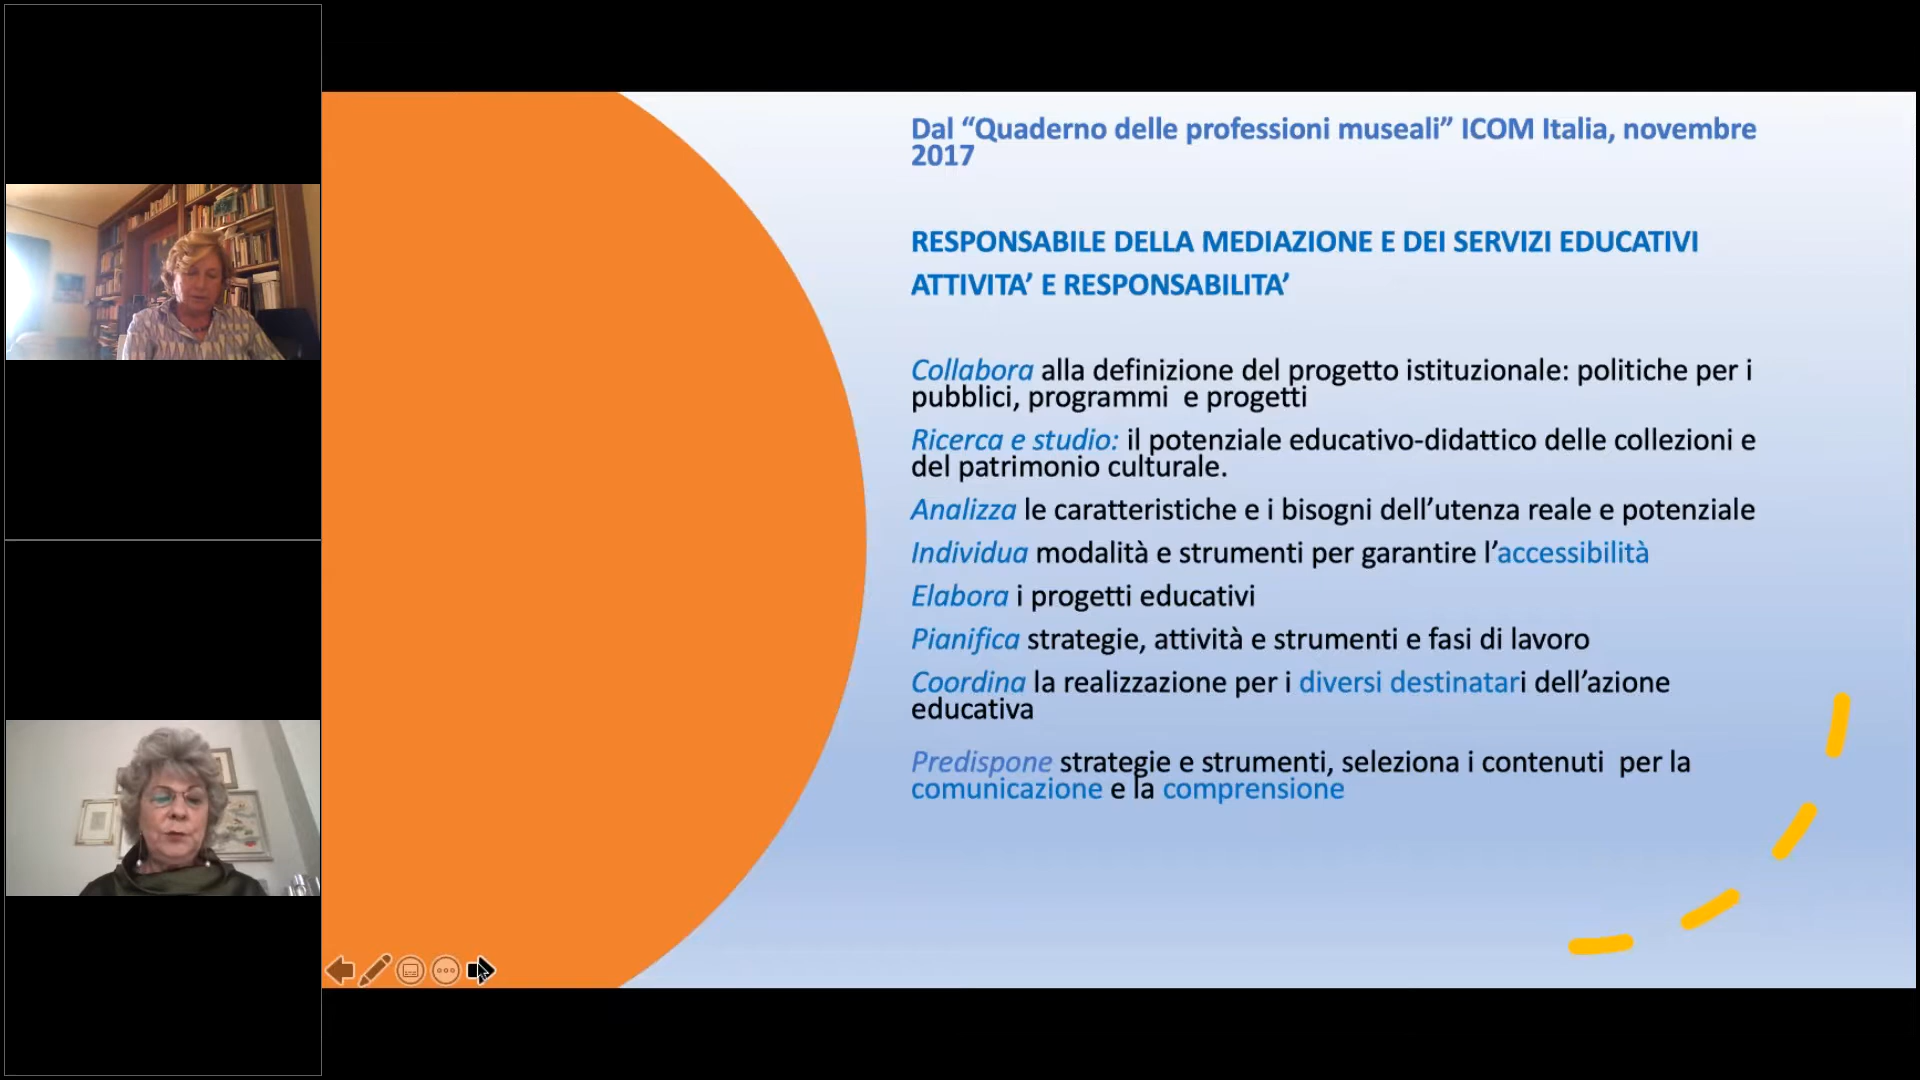 Dal “Quaderno delle professioni museali” ICOM Italia, novembre
2017
RESPONSABILE DELLA MEDIAZIONE E DEI SERVIZI EDUCATIVI
ATTIVITA’ E RESPONSABILITA’
Collabora alla definizione del progetto istituzionale: politiche per i
pubblici, programmi  e progetti
Ricerca e studio: il potenziale educativo-didattico delle collezioni e
del patrimonio culturale.
Analizza le caratteristiche e i bisogni dell’utenza reale e potenziale
Individua modalità e strumenti per garantire l’accessibilità
Elabora i progetti educativi
Pianifica strategie, attività e strumenti e fasi di lavoro
Coordina la realizzazione per i diversi destinatari dell’azione
educativa
Predispone strategie e strumenti, seleziona i contenuti  per la
comunicazione e la comprensione